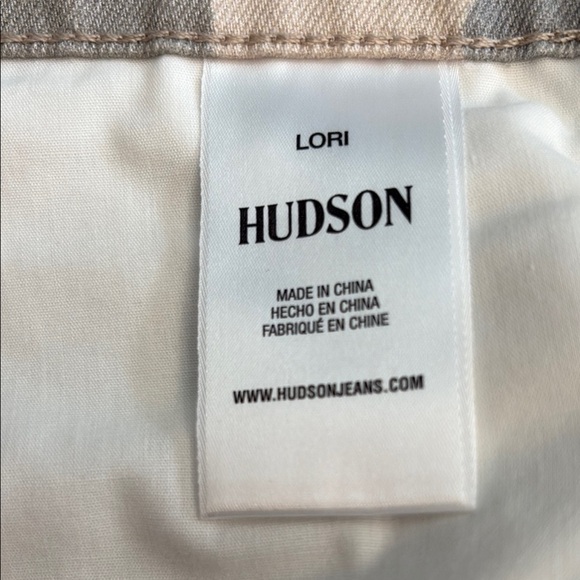 LORI
HUDSON
MADE IN CHINA
HECHO EN CHINA
FABRIQUÉ EN CHINE
WWW.HUDSONJEANS.COM